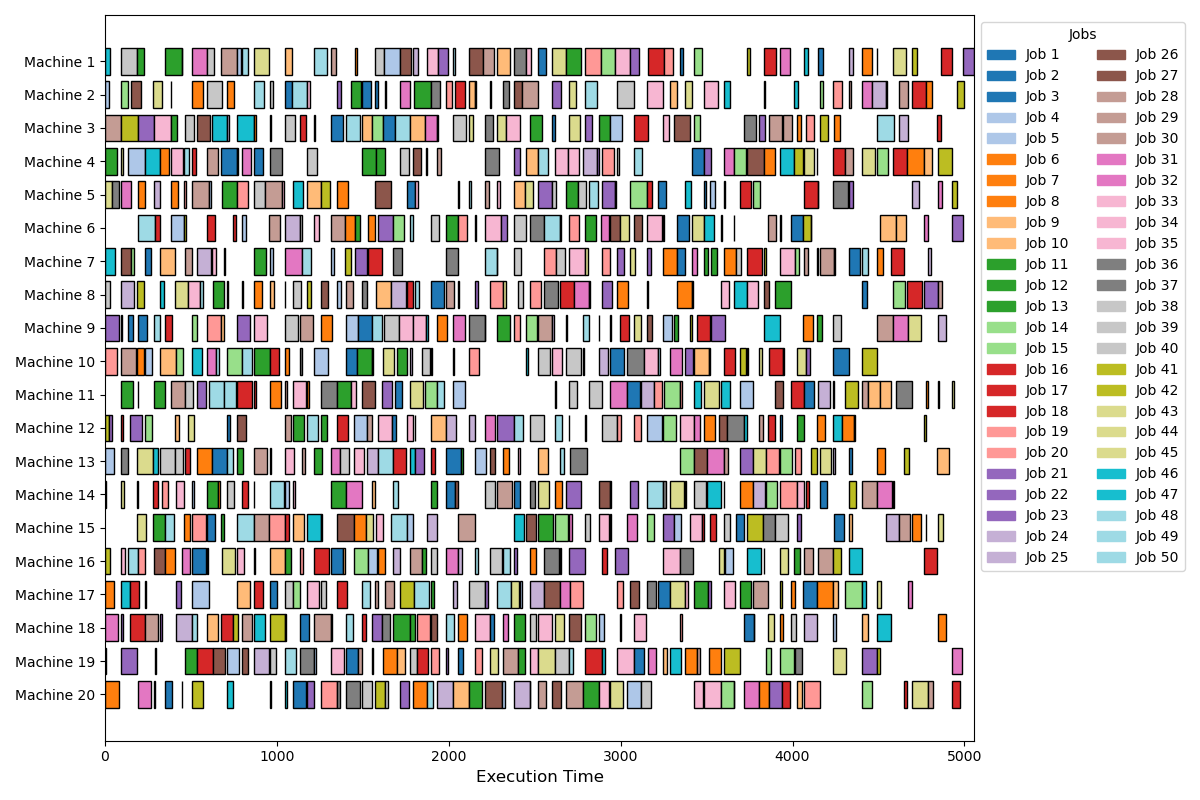 Machine 1
Machine 2
Machine 3
Machine 4
Machine 5
Machine 6
Machine 7
Machine 8
Machine 9
Machine 10
Machine 11
Machine 12
Machine 13
Machine 14
Machine 15
Machine 16
Machine 17
Machine 18
Machine 19
Machine 20
0 1000 2000 3000 4000 5000
Execution Time
Jobs
Job 1 Job 26
Job 2 Job 27
Job 3 Job 28
Job 4 Job 29
Job 5 Job 30
Job 6 Job 31
Job 7 Job 32
Job 8 Job 33
Job 9 Job 34
Job 10 Job 35
Job 11 Job 36
Job 12 Job 37
Job 13 Job 38
Job 14 Job 39
Job 15 Job 40
Job 16 Job 41
Job 17 Job 42
Job 18 Job 43
Job 19 Job 44
Job 20 Job 45
Job 21 Job 46
Job 22 Job 47
Job 23 Job 48
Job 24 Job 49
Job 25 Job 50